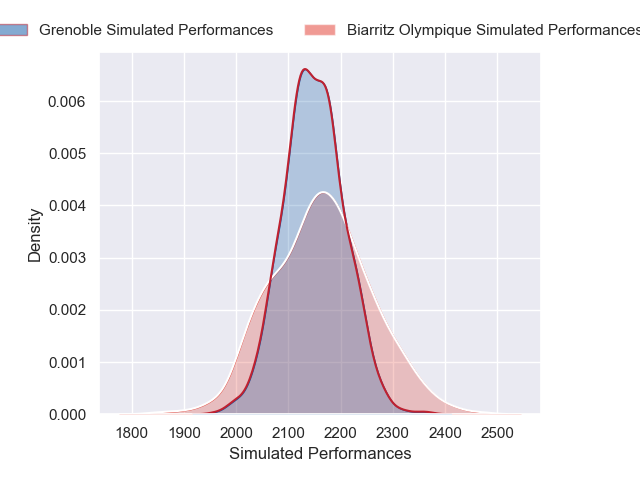 Grenoble Simulated Performances
Biarritz Olympique Simulated Performances
0.006
0.005
0.004
0.003
0.002
0.001
0.000
Density
1800 1900 2000 2100 2200 2300 2400 2500
Simulated Performances